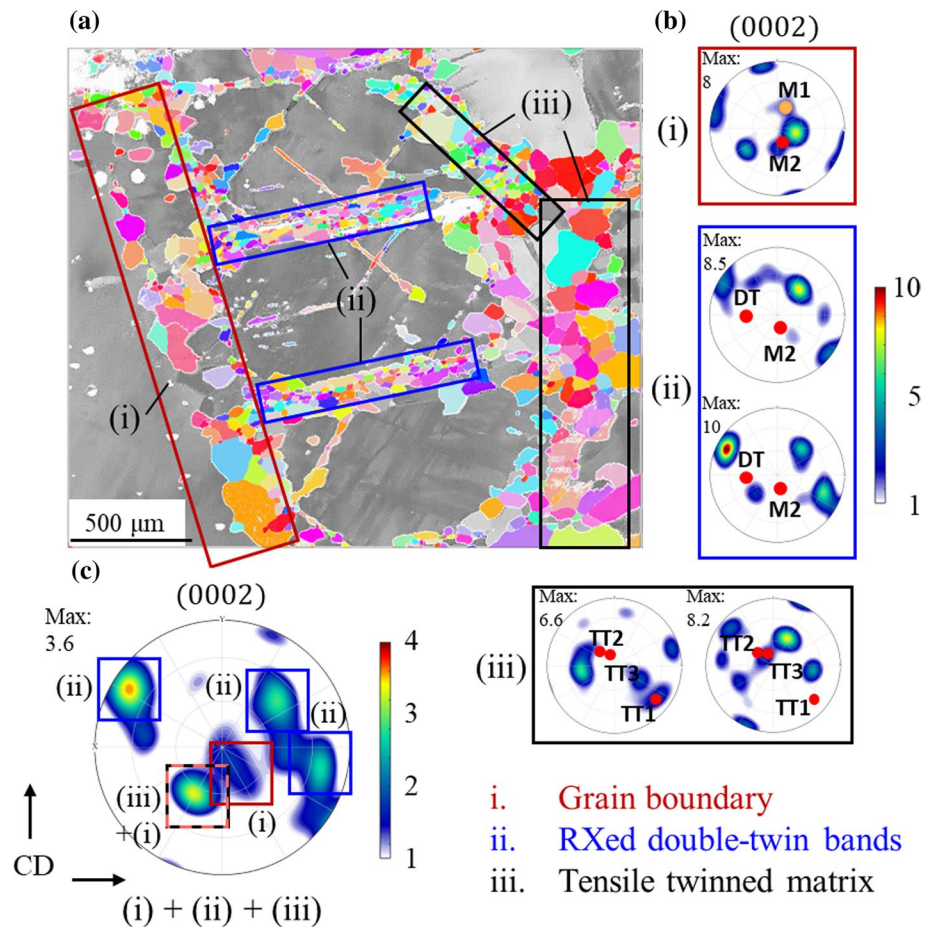 (a)
(b)
(0002)
(iii)
(ii)
(i)
500 µm
(i)
Max:
8
M1
M2
(ii)
Max:
8.5
DT
M2
Max:
10
DT
M2
10
5
1
(c)
(0002)
Max:
3.6
Y
X
(ii)
(ii)
(ii)
(iii)
+(i)
(i)
4
3
2
1
CD
(i) + (ii) + (iii)
(iii)
Max:
6.6
TT2
TT3
TT1
Max:
8.2
TT2
TT3
TT1
i. Grain boundary
ii. RXed double-twin bands
iii. Tensile twinned matrix